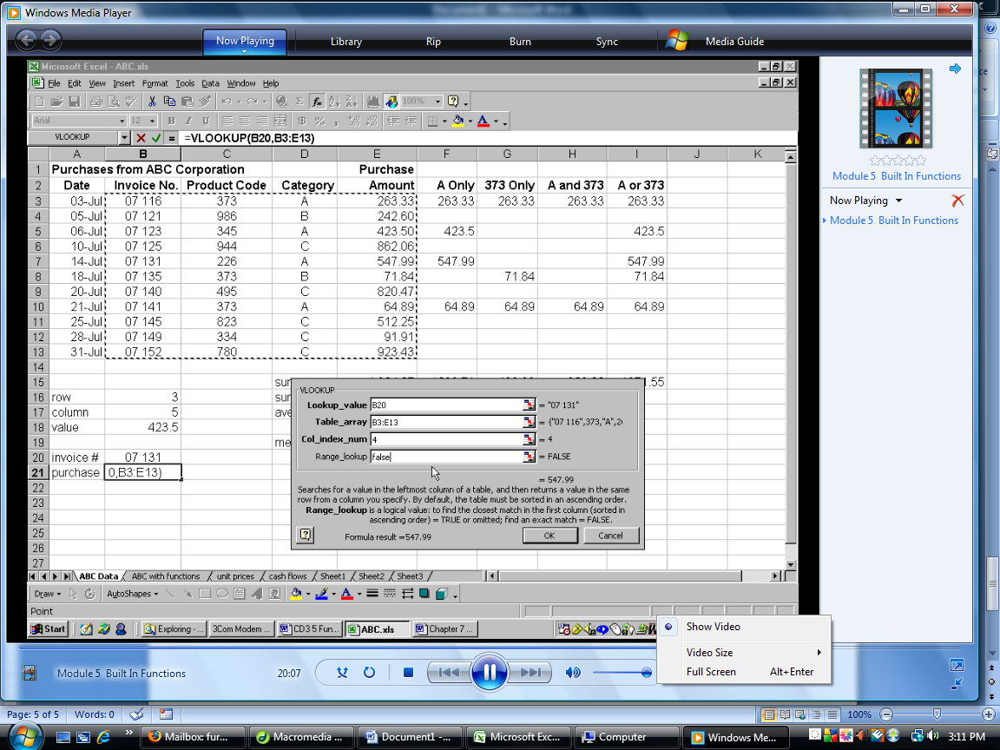 Windows Media Player
Now Playing Library Rip Burn Sync Media Guide
Microsoft Excel - ABC.xls
File Edit View Insert Format Tools Data Window Help
100%
Arial 12 B I U $ % ,
VLOOKUP =VLOOKUP(B20,B3:E13)
A B C D E F G H I J K
1 Purchases from ABC Corporation Purchase
2 Date Invoice No. Product Code Category Amount A Only 373 Only A and 373 A or 373
3 03-Jul 07 116 373 A 263.33 263.33 263.33 263.33 263.33
4 05-Jul 07 121 986 B 242.60
5 06-Jul 07 123 345 A 423.50 423.5 423.5
6 10-Jul 07 125 944 C 862.06
7 14-Jul 07 131 226 A 547.99 547.99 547.99
8 18-Jul 07 135 373 B 71.84 71.84 71.84
9 20-Jul 07 140 495 C 820.47
10 21-Jul 07 141 373 A 64.89 64.89 64.89 64.89 64.89
11 25-Jul 07 145 823 C 512.25
12 28-Jul 07 149 334 C 91.91
13 31-Jul 07 152 780 C 923.43
14
15
16 row 3
17 column 5
18 value 423.5
19
20 invoice # 07 131
21 purchase 0,B3:E13)
22
23
24
25
26
27
VLOOKUP
Lookup_value B20 = "07 131"
Table_array B3:E13 = {"07 116",373,"A",2
Col_index_num 4 = 4
Range_lookup false = FALSE
= 547.99
Searches for a value in the leftmost column of a table, and then returns a value in the same
row from a column you specify. By default, the table must be sorted in an ascending order.
Range_lookup is a logical value: to find the closest match in the first column (sorted in
ascending order) = TRUE or omitted; find an exact match = FALSE.
Formula result =547.99 OK Cancel
ABC Data ABC with functions unit prices cash flows Sheet1 Sheet2 Sheet3
Draw AutoShapes
Point
Start Exploring - ... 3Com Modem ... CD3 5 Fun... ABC.xls Chapter 7 ...
Module 5 Built In Functions
Now Playing
Module 5 Built In Functions
Show Video
Video Size
Full Screen Alt+Enter
Module 5 Built In Functions 20:07
Page: 5 of 5 Words: 0 100%
Mailbox: fur... Macromedia ... Document1 -... Microsoft Exc... Computer Windows Me... 3:11 PM